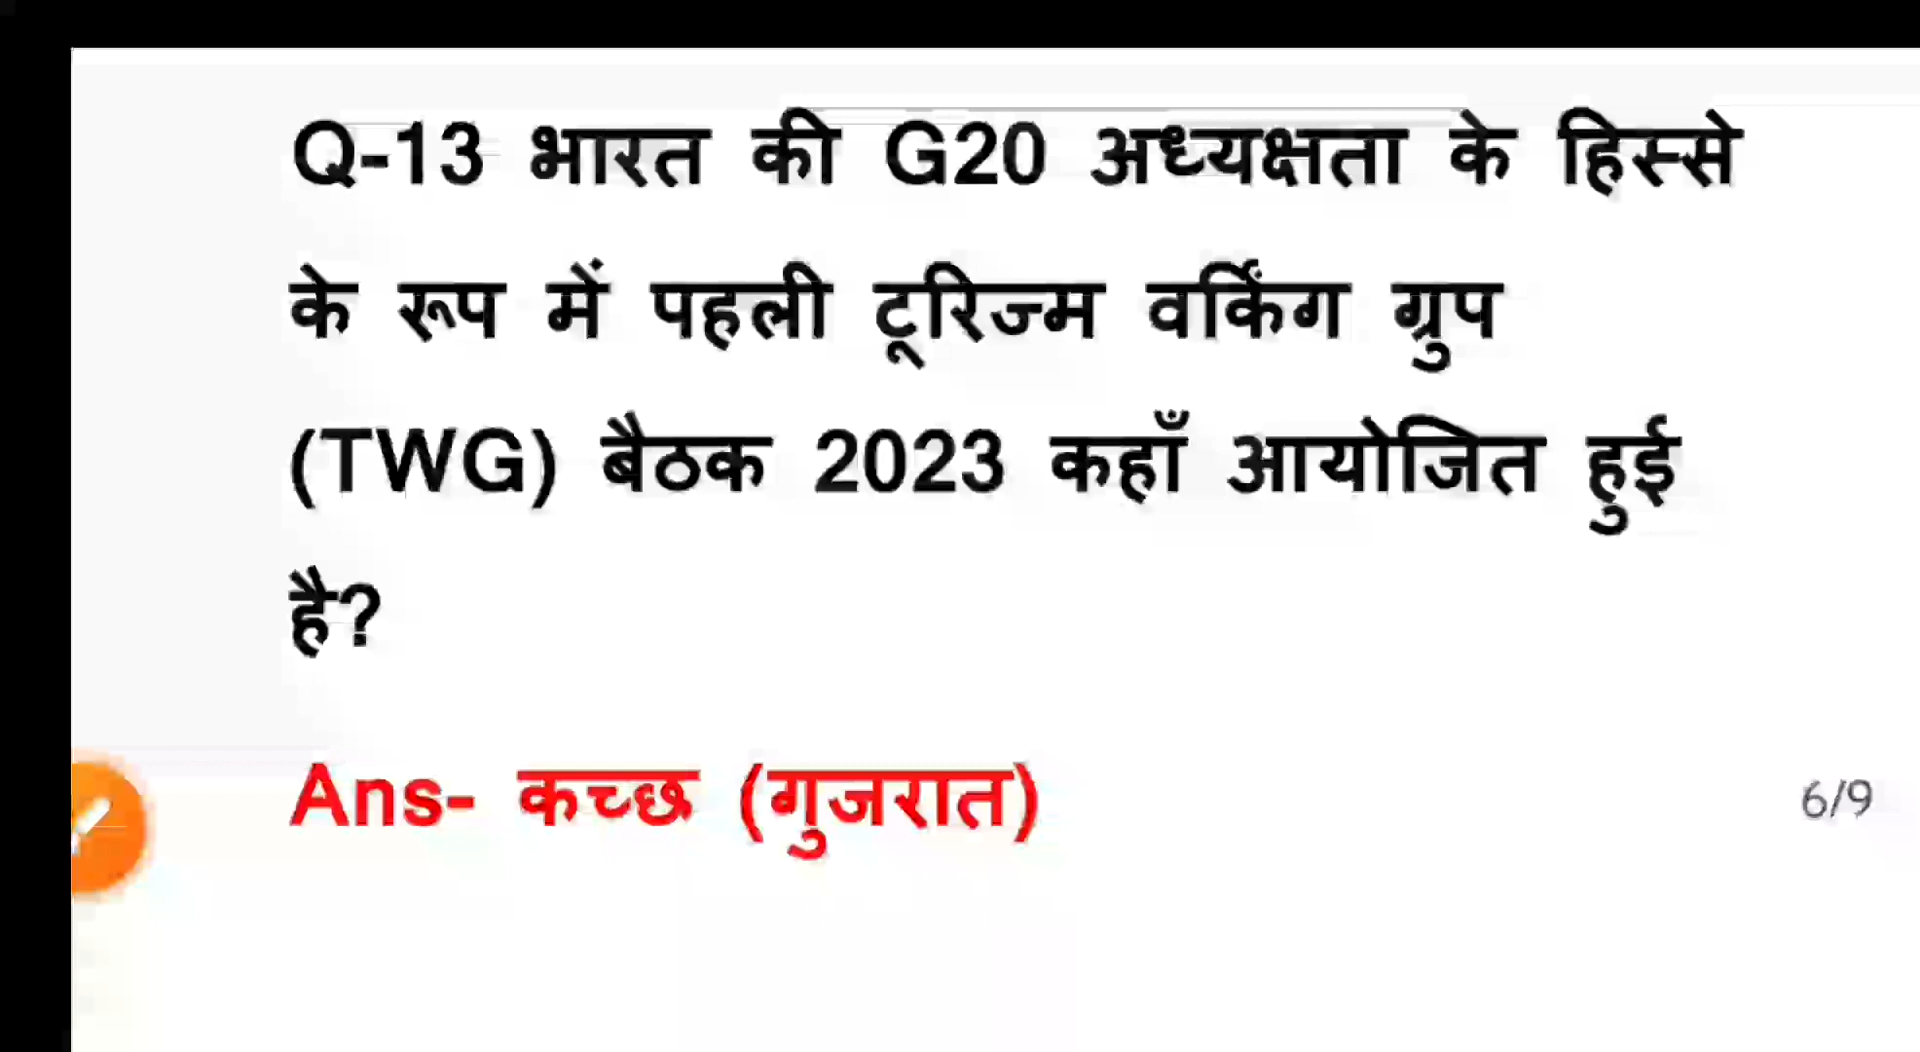 Q-13 भारत की G20 अध्यक्षता के हिस्से
के रूप में पहली टूरिज्म वर्किंग ग्रुप
(TWG) बैठक 2023 कहाँ आयोजित हुई
है?
Ans- कच्छ (गुजरात)
6/9